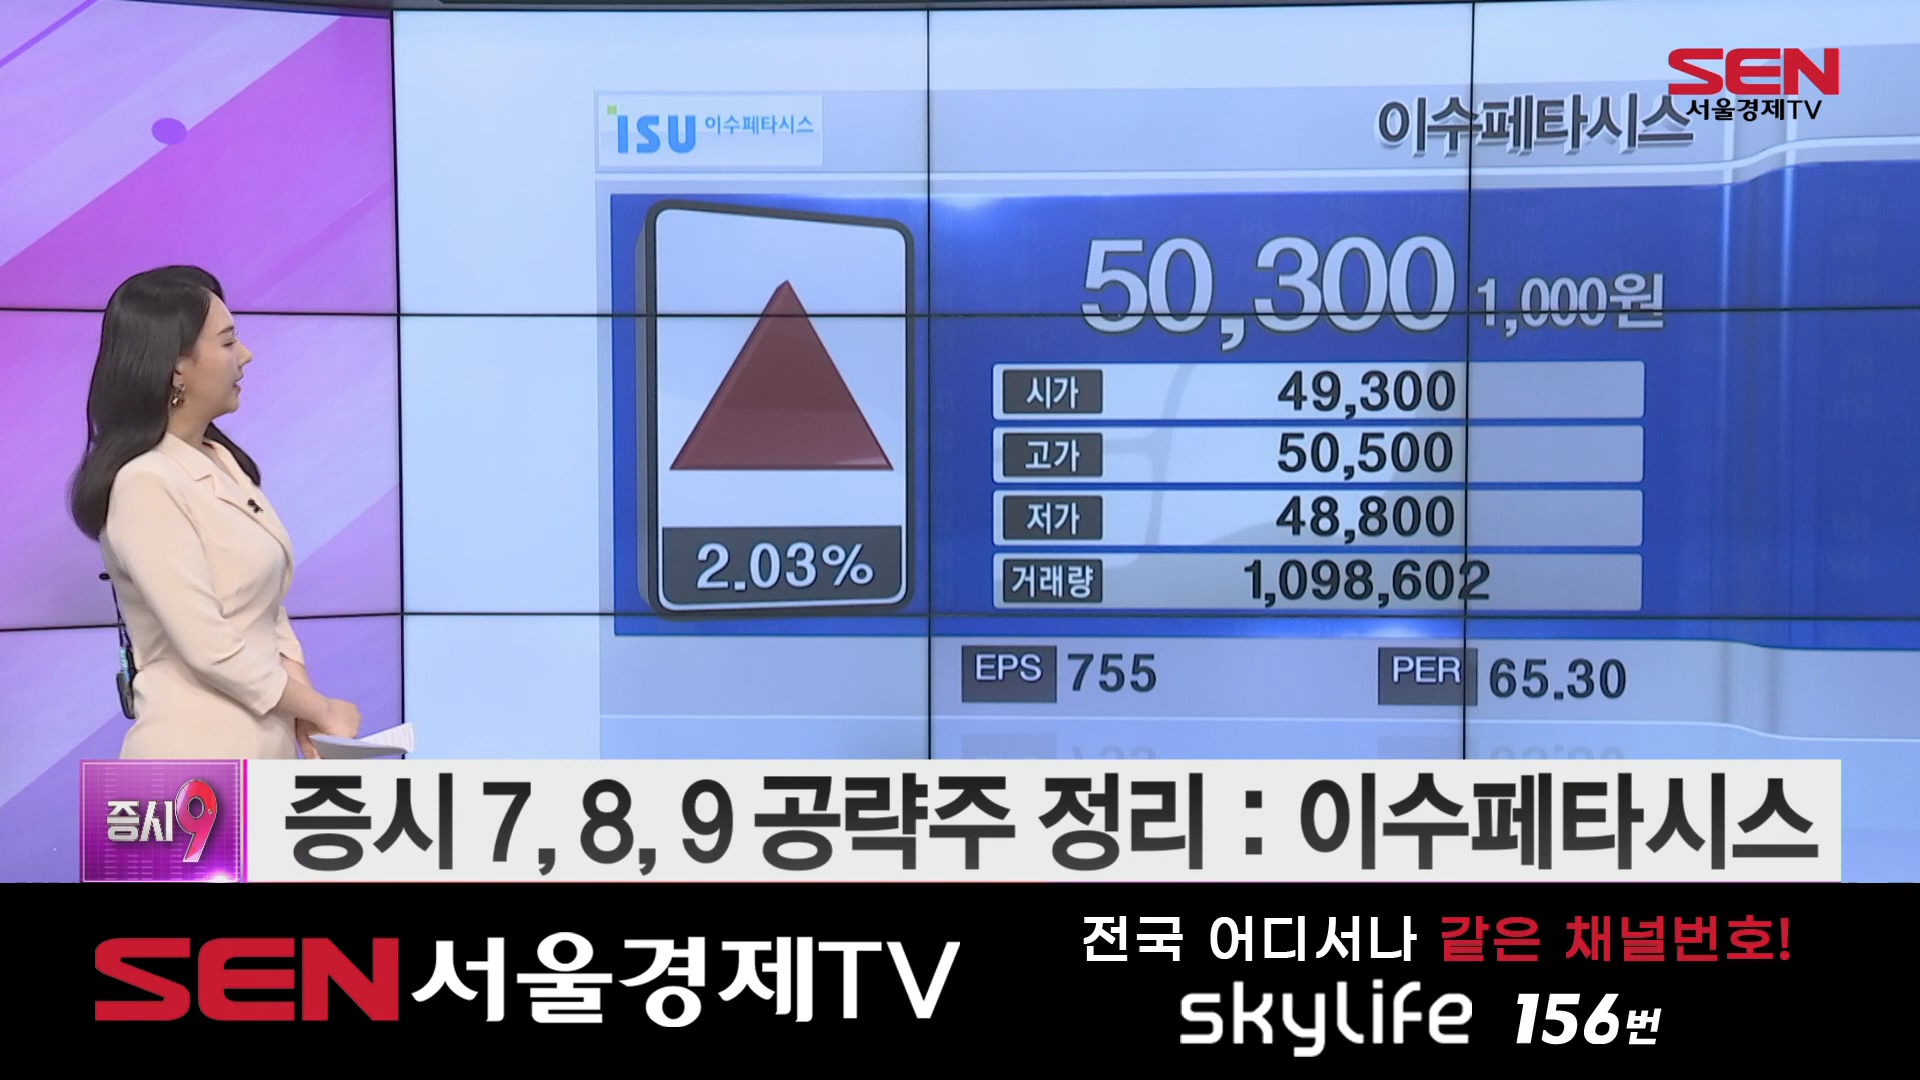 SEN
서울경제TV
ISU 이수페타시스
이수페타시스
50,300 1,000원
시가 49,300
고가 50,500
저가 48,800
거래량 1,098,602
2.03%
EPS 755 PER 65.30
증시9
증시 7, 8, 9 공략주 정리 : 이수페타시스
SEN 서울경제TV
전국 어디서나 같은 채널번호!
skylife 156번